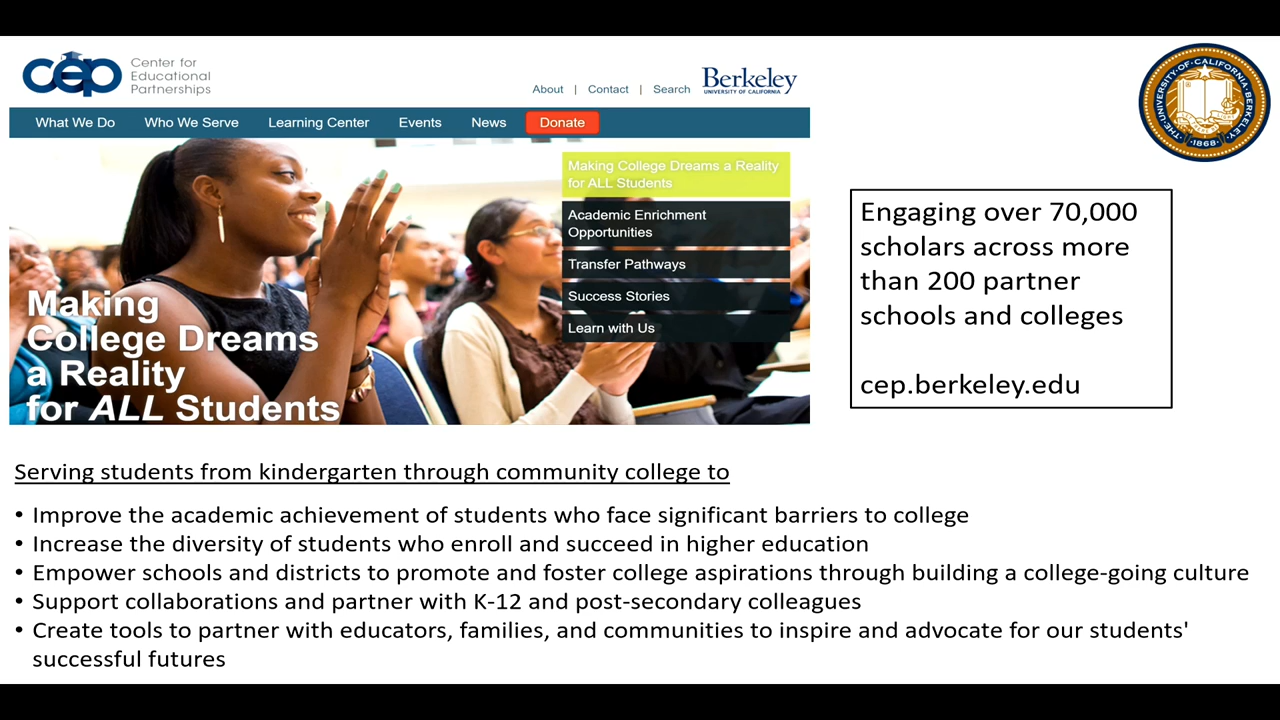 cep
Center for
Educational
Partnerships
About | Contact | Search
Berkeley
UNIVERSITY OF CALIFORNIA
What We Do
Who We Serve
Learning Center
Events
News
Donate
Making College Dreams a Reality
for ALL Students
Academic Enrichment
Opportunities
Transfer Pathways
Success Stories
Learn with Us
Making
College Dreams
a Reality
for ALL Students
THE·UNIVERSITY·OF·CALIFORNIA·BERKELEY
·1868·
Engaging over 70,000
scholars across more
than 200 partner
schools and colleges
cep.berkeley.edu
Serving students from kindergarten through community college to
• Improve the academic achievement of students who face significant barriers to college
• Increase the diversity of students who enroll and succeed in higher education
• Empower schools and districts to promote and foster college aspirations through building a college-going culture
• Support collaborations and partner with K-12 and post-secondary colleagues
• Create tools to partner with educators, families, and communities to inspire and advocate for our students'
successful futures